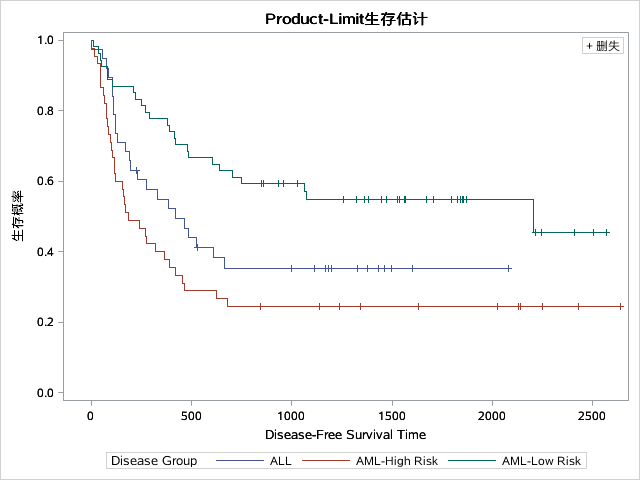 Product-Limit生存估计
+ 删失
生存概率
1.0
0.8
0.6
0.4
0.2
0.0
0 500 1000 1500 2000 2500
Disease-Free Survival Time
Disease Group ALL AML-High Risk AML-Low Risk